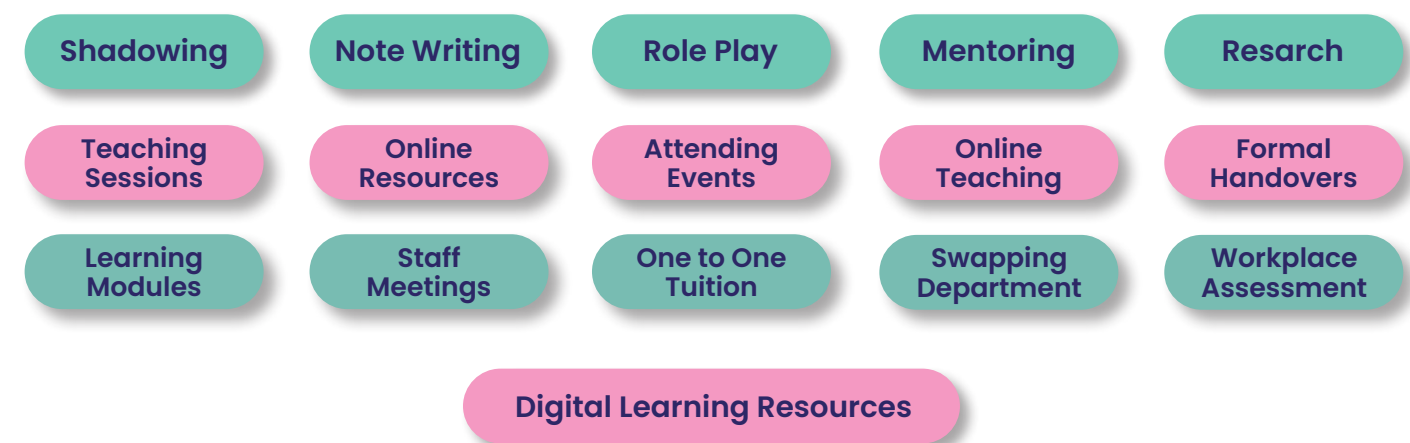 Shadowing
Note Writing
Role Play
Mentoring
Resarch
Teaching
Sessions
Online
Resources
Attending
Events
Online
Teaching
Formal
Handovers
Learning
Modules
Staff
Meetings
One to One
Tuition
Swapping
Department
Workplace
Assessment
Digital Learning Resources